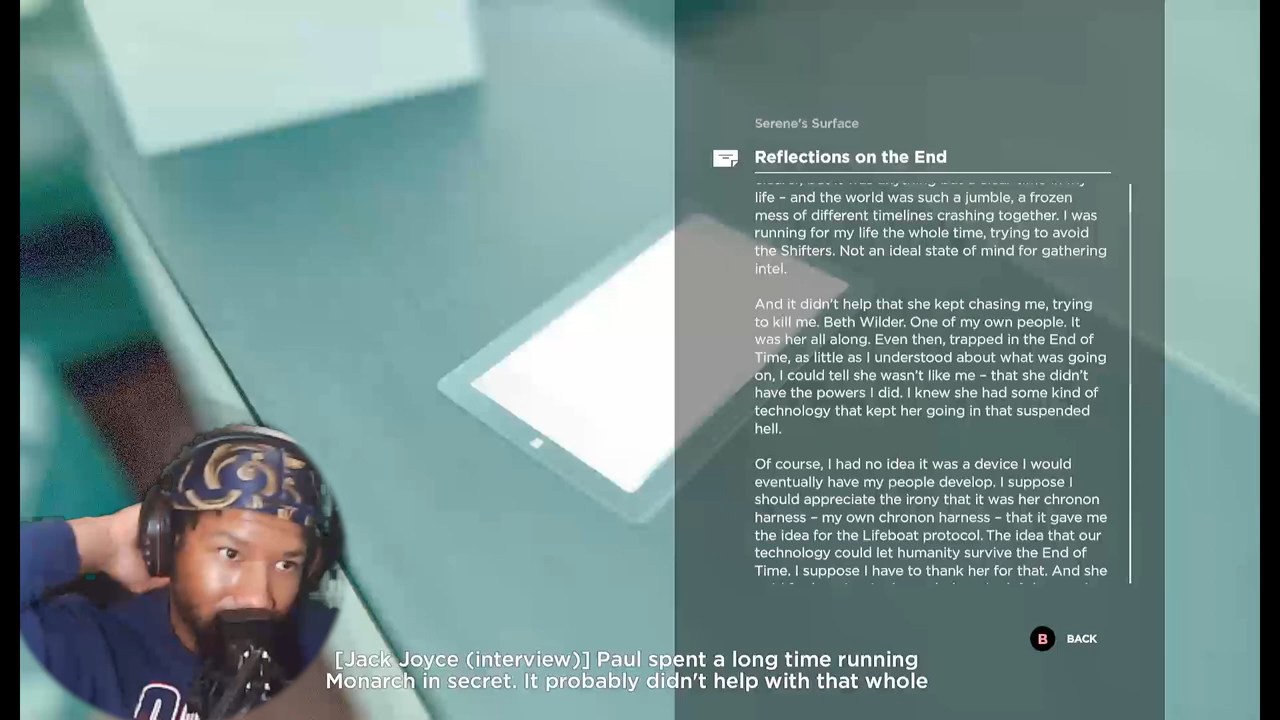 Serene's Surface
Reflections on the End
life – and the world was such a jumble, a frozen
mess of different timelines crashing together. I was
running for my life the whole time, trying to avoid
the Shifters. Not an ideal state of mind for gathering
intel.
And it didn't help that she kept chasing me, trying
to kill me. Beth Wilder. One of my own people. It
was her all along. Even then, trapped in the End of
Time, as little as I understood about what was going
on, I could tell she wasn't like me – that she didn't
have the powers I did. I knew she had some kind of
technology that kept her going in that suspended
hell.
Of course, I had no idea it was a device I would
eventually have my people develop. I suppose I
should appreciate the irony that it was her chronon
harness – my own chronon harness – that it gave me
the idea for the Lifeboat protocol. The idea that our
technology could let humanity survive the End of
Time. I suppose I have to thank her for that. And she
B BACK
[Jack Joyce (interview)] Paul spent a long time running
Monarch in secret. It probably didn't help with that whole